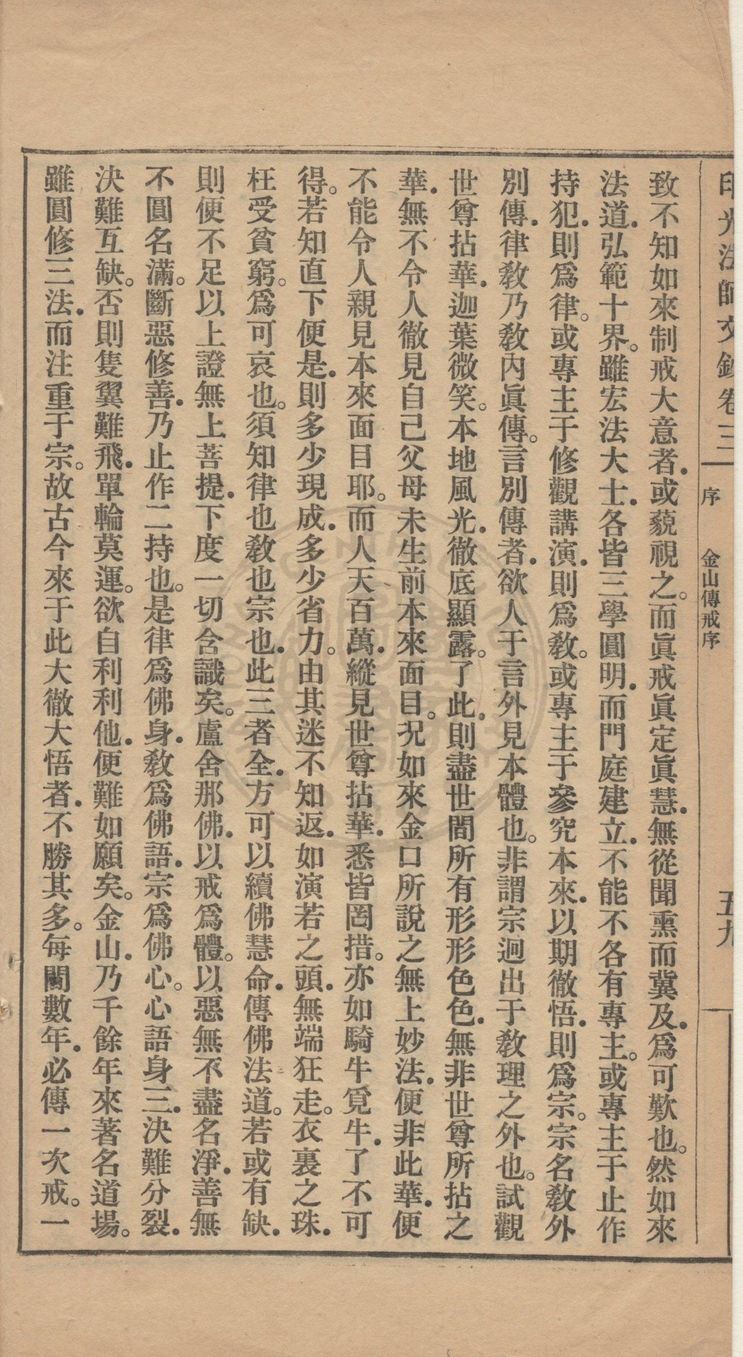 印光法師文鈔卷三 序 金山傳戒序 五九
致不知如來制戒大意者或藐視之而眞戒眞定眞慧無從聞熏而冀及爲可歎也。然如來
法道弘範十界。雖宏法大士各皆三學圓明而門庭建立不能不各有專主。或專主于止作
持犯則爲律。或專主于修觀講演則爲敎。或專主于參究本來以期徹悟則爲宗。宗名敎外
別傳律敎乃敎內眞傳。言別傳者欲人于言外見本體也。非謂宗迥出于敎理之外也。試觀
世尊拈華迦葉微笑。本地風光徹底顯露。了此則盡世間所有形形色色無非世尊所拈之
華無不令人徹見自己父母未生前本來面目。况如來金口所說之無上妙法便非此華便
不能令人親見本來面目耶。而人天百萬縱見世尊拈華悉皆罔措。亦如騎牛覓牛了不可
得。若知直下便是則多少現成多少省力。由其迷不知返如演若之頭無端狂走。衣裏之珠
枉受貧窮。爲可哀也。須知律也敎也宗也此三者全方可以續佛慧命傳佛法道。若或有缺
則便不足以上證無上菩提下度一切含識矣。盧舍那佛以戒爲體。以惡無不盡名淨善無
不圓名滿。斷惡修善乃止作二持也。是律爲佛身敎爲佛語宗爲佛心。心語身三決難分裂
決難互缺。否則隻翼難飛單輪莫運。欲自利利他便難如願矣。金山乃千餘年來著名道場。
雖圓修三法而注重于宗。故古今來于此大徹大悟者不勝其多。每閱數年必傳一次戒。一